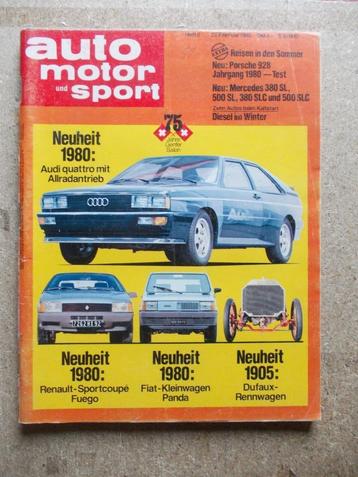 auto
motor
und sport
Reisen in den Sommer
Neu: Porsche 928
Jahrgang 1980 — Test
Neu: Mercedes 380 SL,
500 SL, 380 SLC und 500 SLC
Zehn Autos beim Kaltstart
Diesel im Winter
75
Jahre
Genfer
Salon
Neuheit
1980:
Audi quattro mit
Allradantrieb
Neuheit
1980:
Renault-Sportcoupé
Fuego
Neuheit
1980:
Fiat-Kleinwagen
Panda
Neuheit
1905:
Dufaux-
Rennwagen